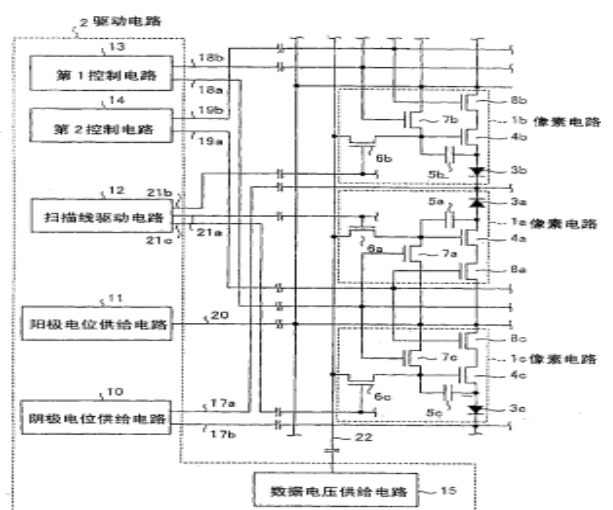 2 驱动电路
13
第1控制电路
18b
18a
14
第2控制电路
19b
19a
12
扫描线驱动电路
21b
21a
21c
11
阳极电位供给电路
20
10
阴极电位供给电路
17a
17b
22
数据电压供给电路
15
8b
1b 像素电路
7b
4b
6b
5b
3b
5a
3a
1a 像素电路
4a
6a
7a
8a
8c
1c 像素电路
7c
4c
6c
5c
3c